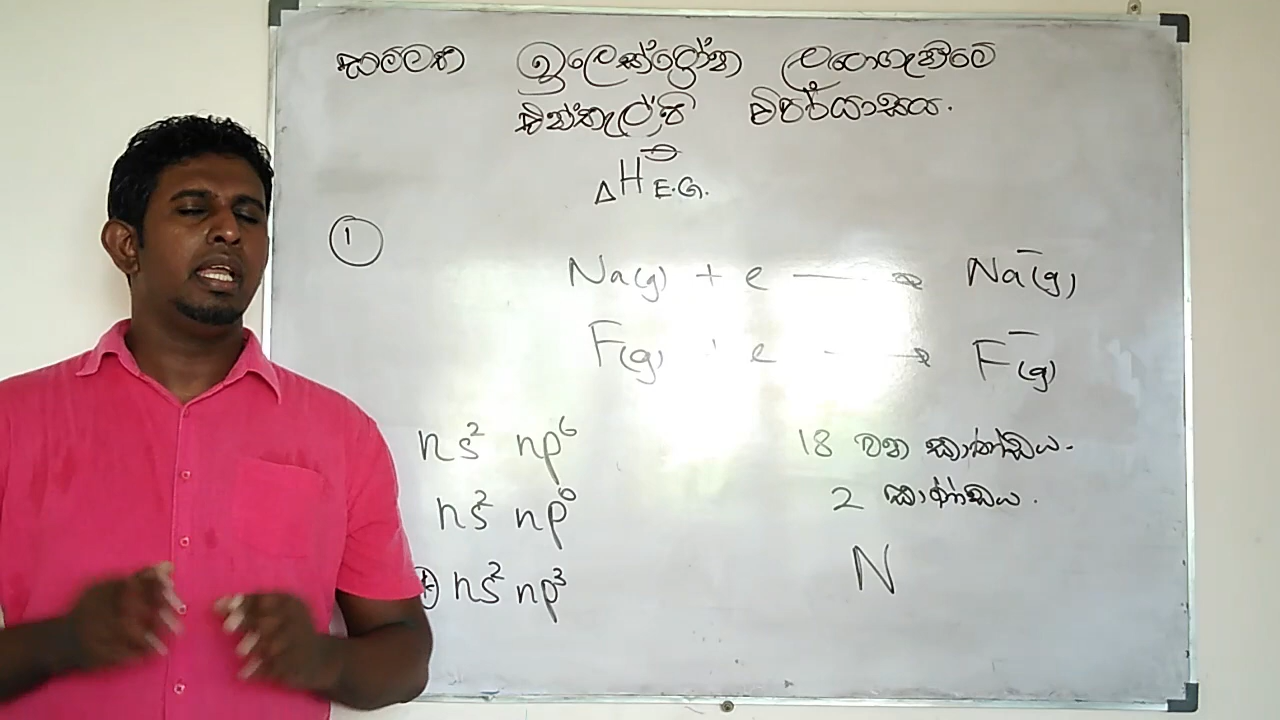 සම්මත ඉලෙක්ට්‍රෝන ලබාගැනීමේ
එන්තැල්පි විපර්යාසය.
ΔH⊖E.G.
①
Na(g) + e ⟶ Na⁻(g)
F(g) + e ⟶ F⁻(g)
ns² np⁶ 18 වන කාණ්ඩය.
ns² np⁰ 2 කාණ්ඩය.
ns² np³ N